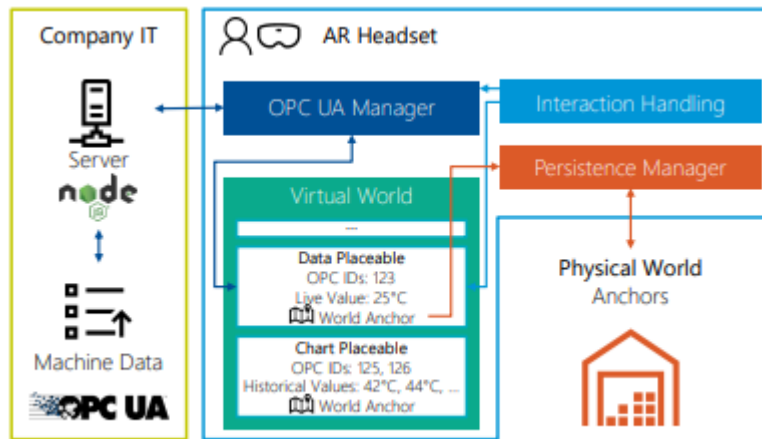 Company IT
Server
node
JS
Machine Data
OPC UA
AR Headset
OPC UA Manager
Interaction Handling
Persistence Manager
Virtual World
---
Data Placeable
OPC IDs: 123
Live Value: 25°C
World Anchor
Chart Placeable
OPC IDs: 125, 126
Historical Values: 42°C, 44°C, ...
World Anchor
Physical World
Anchors